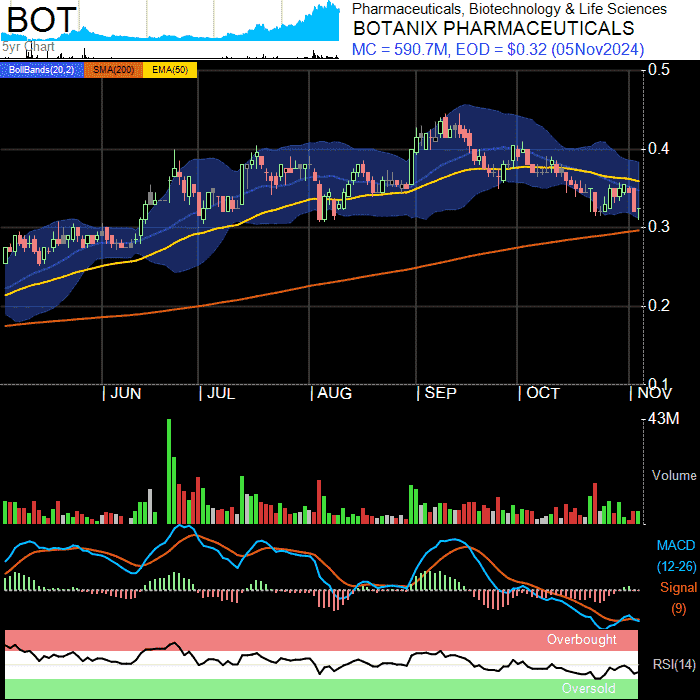 BOT
5yr Chart
Pharmaceuticals, Biotechnology & Life Sciences
BOTANIX PHARMACEUTICALS
MC = 590.7M, EOD = $0.32 (05Nov2024)
BollBands(20,2) SMA(200) EMA(50)
0.5
0.4
0.3
0.2
0.1
| JUN | JUL | AUG | SEP | OCT | NOV
43M
Volume
MACD
(12-26)
Signal
(9)
Overbought
RSI(14)
Oversold